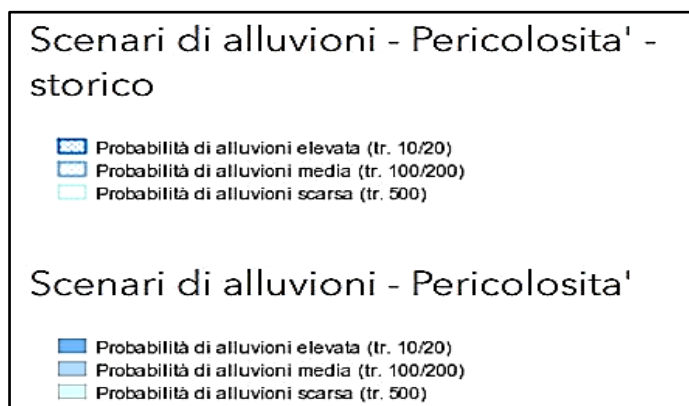 Scenari di alluvioni - Pericolosita' -
storico
Probabilità di alluvioni elevata (tr. 10/20)
Probabilità di alluvioni media (tr. 100/200)
Probabilità di alluvioni scarsa (tr. 500)
Scenari di alluvioni - Pericolosita'
Probabilità di alluvioni elevata (tr. 10/20)
Probabilità di alluvioni media (tr. 100/200)
Probabilità di alluvioni scarsa (tr. 500)